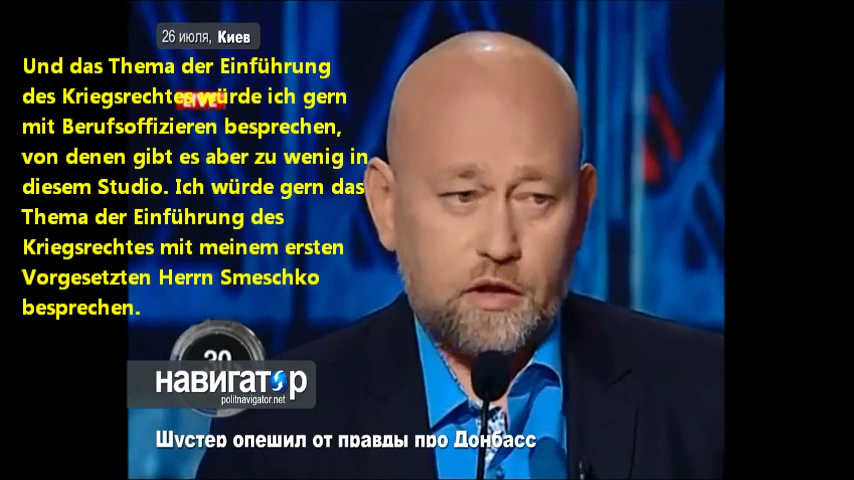 26 июля, Киев
Und das Thema der Einführung
des Kriegsrechtes würde ich gern
mit Berufsoffizieren besprechen,
von denen gibt es aber zu wenig in
diesem Studio. Ich würde gern das
Thema der Einführung des
Kriegsrechtes mit meinem ersten
Vorgesetzten Herrn Smeschko
besprechen.
LIVE
30
навигатор
politnavigator.net
Шустер опешил от правды про Донбасс